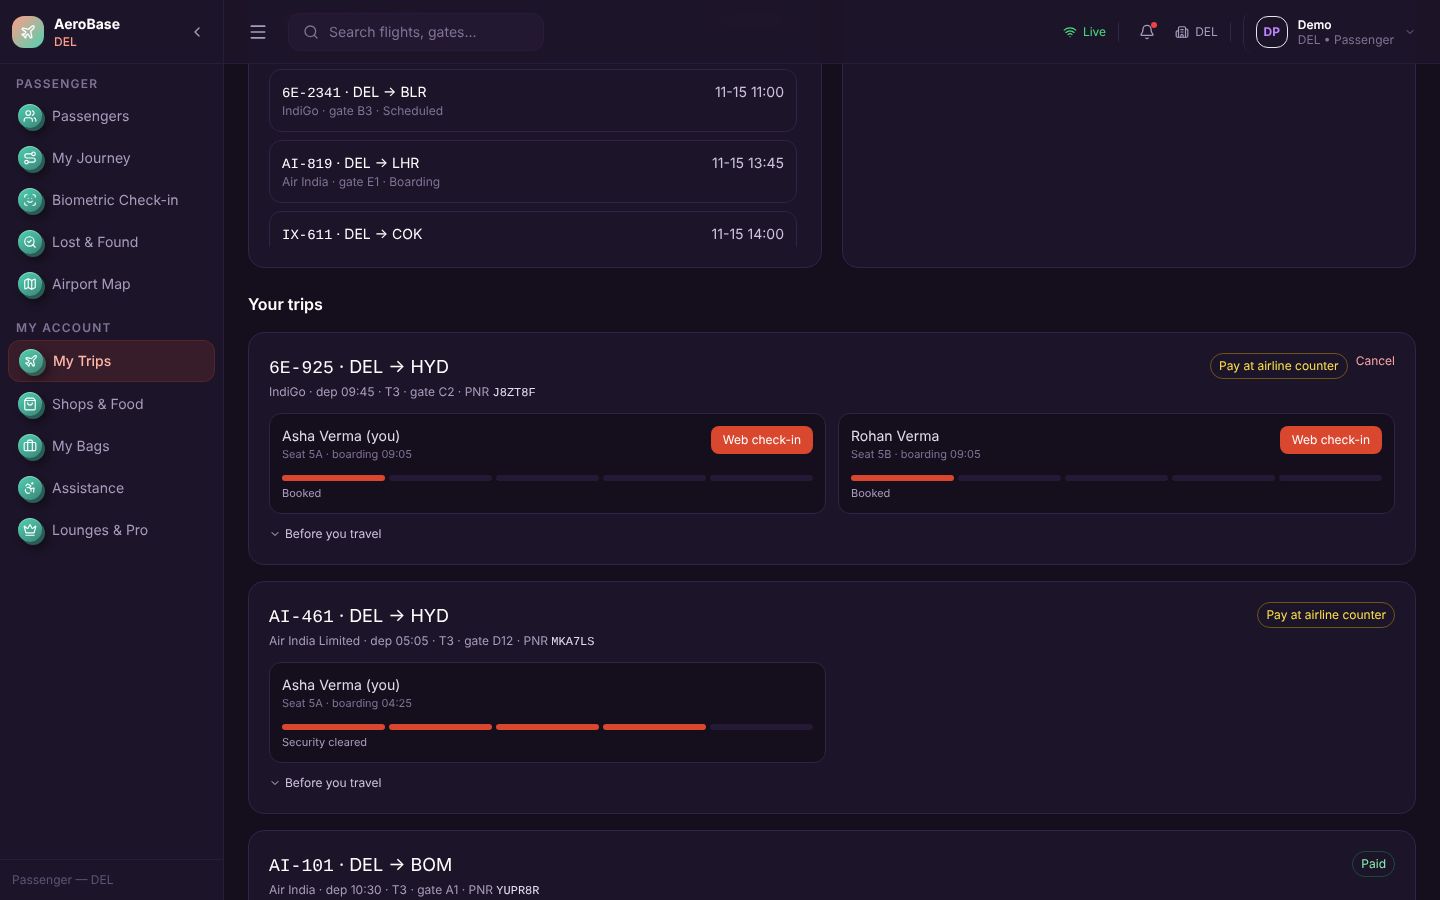 AeroBase
DEL
PASSENGER
Passengers
My Journey
Biometric Check-in
Lost & Found
Airport Map
MY ACCOUNT
My Trips
Shops & Food
My Bags
Assistance
Lounges & Pro
Passenger — DEL
Search flights, gates...
Live
DEL
DP
Demo
DEL • Passenger
6E-2341 · DEL → BLR
11-15 11:00
IndiGo · gate B3 · Scheduled
AI-819 · DEL → LHR
11-15 13:45
Air India · gate E1 · Boarding
IX-611 · DEL → COK
11-15 14:00
Your trips
6E-925 · DEL → HYD
Pay at airline counter
Cancel
IndiGo · dep 09:45 · T3 · gate C2 · PNR J8ZT8F
Asha Verma (you)
Web check-in
Seat 5A · boarding 09:05
Booked
Rohan Verma
Web check-in
Seat 5B · boarding 09:05
Booked
Before you travel
AI-461 · DEL → HYD
Pay at airline counter
Air India Limited · dep 05:05 · T3 · gate D12 · PNR MKA7LS
Asha Verma (you)
Seat 5A · boarding 04:25
Security cleared
Before you travel
AI-101 · DEL → BOM
Paid
Air India · dep 10:30 · T3 · gate A1 · PNR YUPR8R